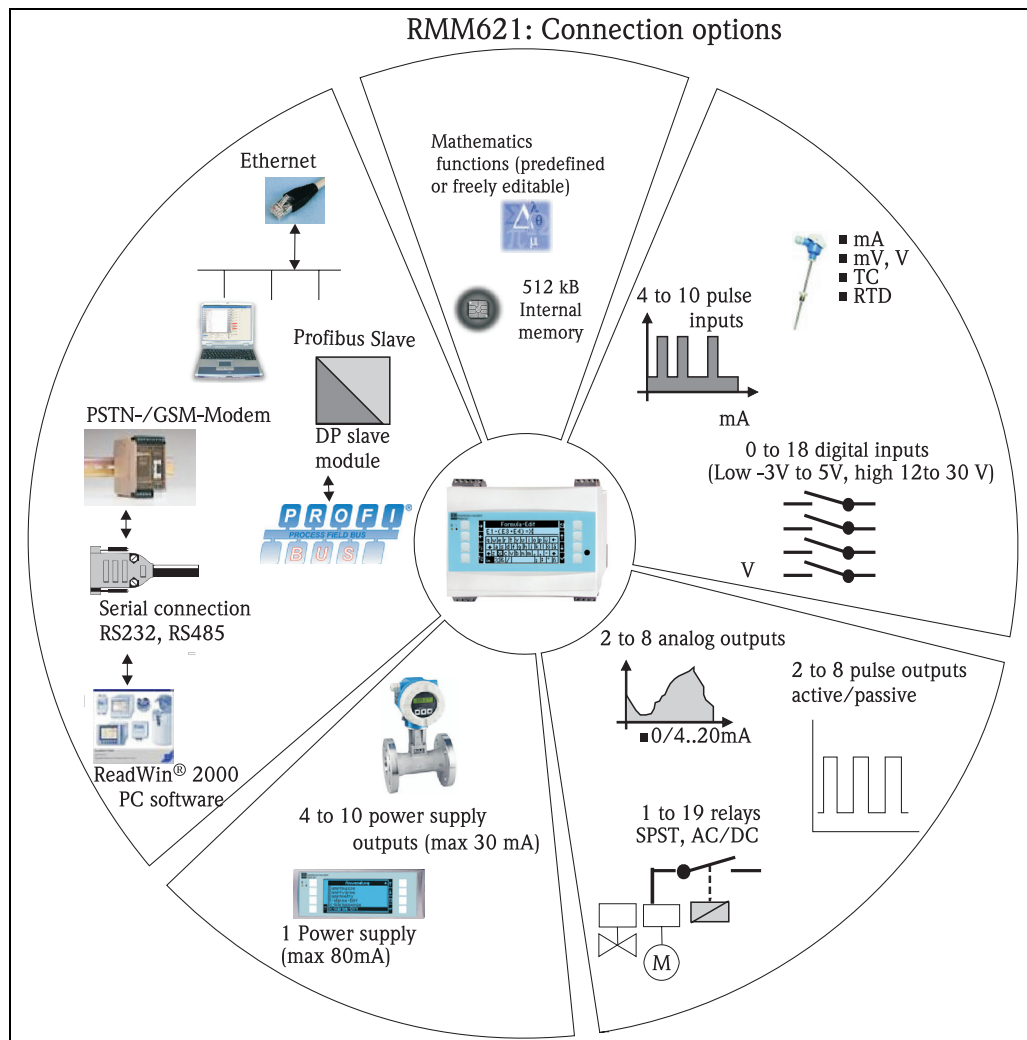 RMM621: Connection options
Mathematics
functions (predefined
or freely editable)
512 kB
Internal
memory
Ethernet
Profibus Slave
DP slave
module
PROFI®
PROCESS FIELD BUS
BUS
PSTN-/GSM-Modem
Serial connection
RS232, RS485
ReadWin® 2000
PC software
■ mA
■ mV, V
■ TC
■ RTD
4 to 10 pulse
inputs
mA
0 to 18 digital inputs
(Low -3V to 5V, high 12to 30 V)
V
Formula-Edit
2 to 8 analog outputs
■0/4..20mA
2 to 8 pulse outputs
active/passive
1 to 19 relays
SPST, AC/DC
M
4 to 10 power supply
outputs (max 30 mA)
1 Power supply
(max 80mA)